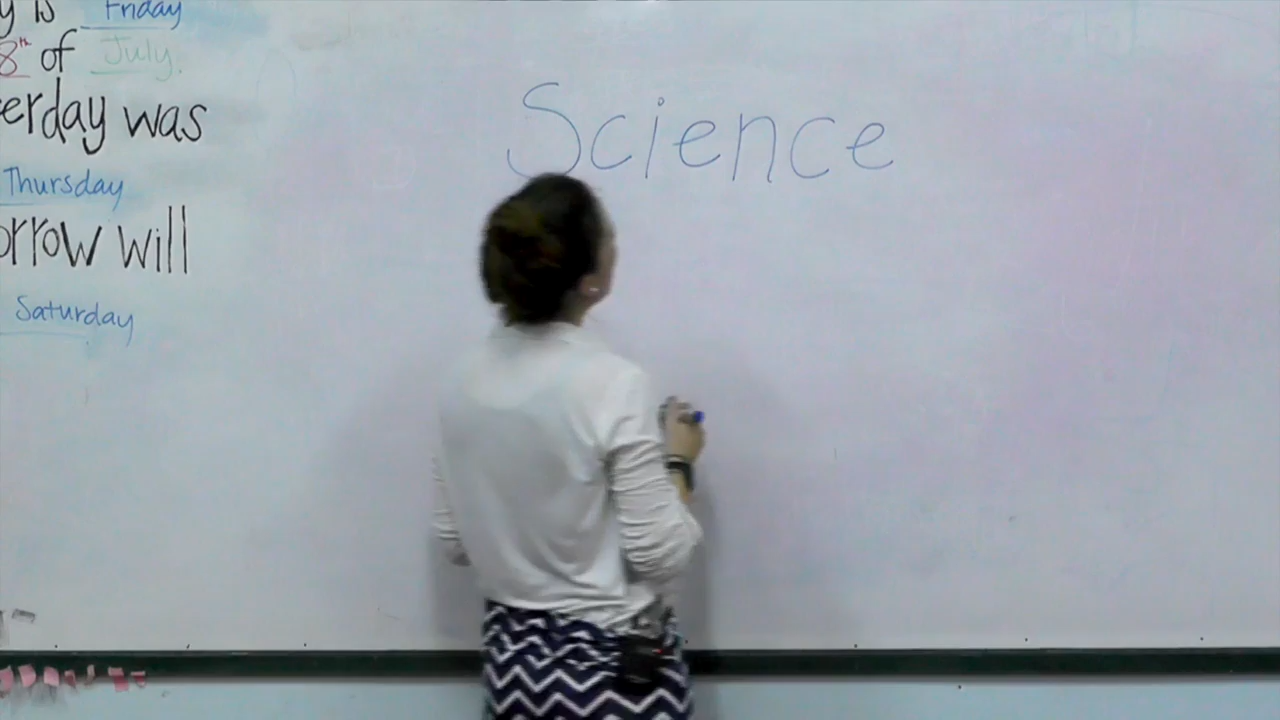 y is Friday
8th of July.
erday was
Thursday
orrow will
Saturday
Science